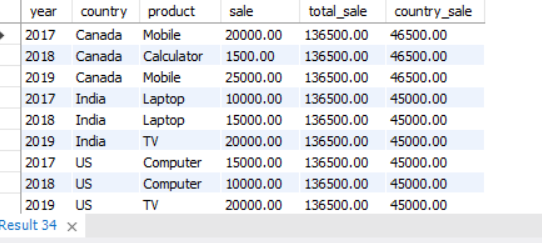 year country product sale total_sale country_sale
2017 Canada Mobile 20000.00 136500.00 46500.00
2018 Canada Calculator 1500.00 136500.00 46500.00
2019 Canada Mobile 25000.00 136500.00 46500.00
2017 India Laptop 10000.00 136500.00 45000.00
2018 India Laptop 15000.00 136500.00 45000.00
2019 India TV 20000.00 136500.00 45000.00
2017 US Computer 15000.00 136500.00 45000.00
2018 US Computer 10000.00 136500.00 45000.00
2019 US TV 20000.00 136500.00 45000.00
Result 34 ×